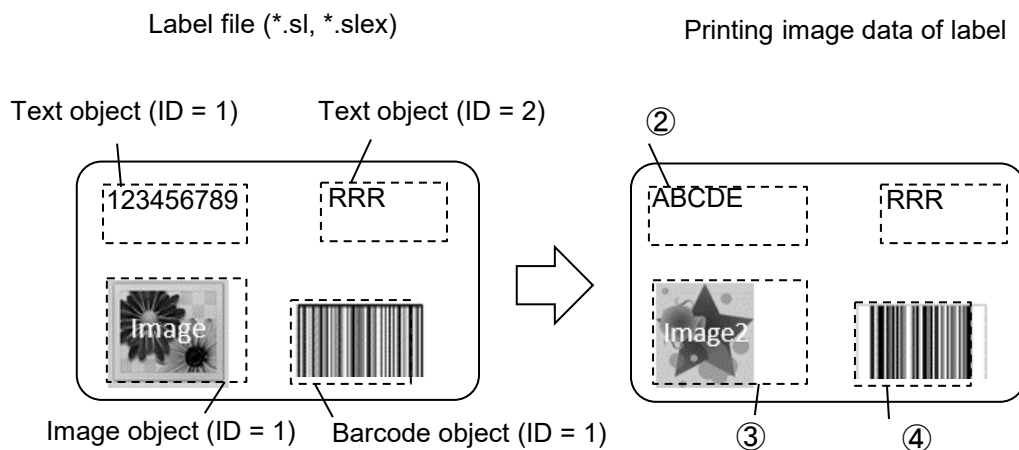 Label file (*.sl, *.slex)
Printing image data of label
Text object (ID = 1)
Text object (ID = 2)
②
123456789
RRR
ABCDE
RRR
Image
Image2
Image object (ID = 1)
Barcode object (ID = 1)
③
④